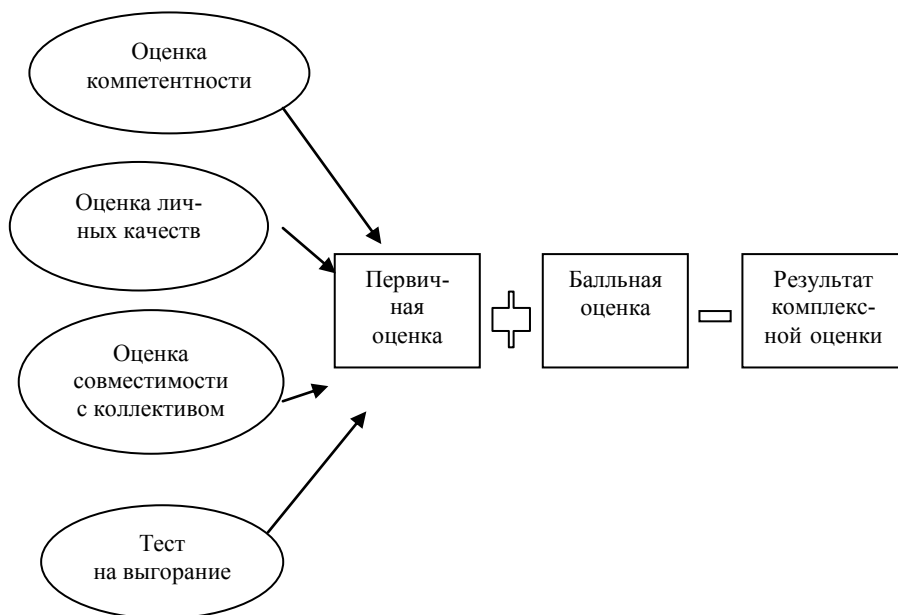 Оценка
компетентности
Оценка лич-
ных качеств
Оценка
совместимости
с коллективом
Тест
на выгорание
Первич-
ная
оценка
Балльная
оценка
Результат
комплекс-
ной оценки